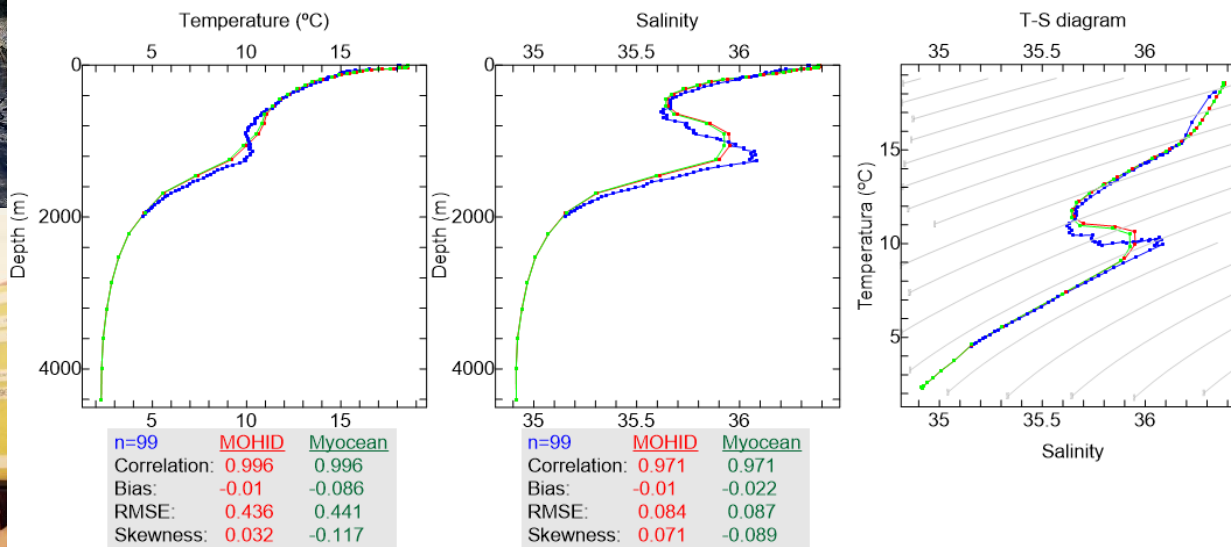 Temperature (ºC)
5 10 15
0
2000
4000
Depth (m)
5 10 15
n=99 MOHID Myocean
Correlation: 0.996 0.996
Bias: -0.01 -0.086
RMSE: 0.436 0.441
Skewness: 0.032 -0.117
Salinity
35 35.5 36
0
2000
4000
Depth (m)
35 35.5 36
n=99 MOHID Myocean
Correlation: 0.971 0.971
Bias: -0.01 -0.022
RMSE: 0.084 0.087
Skewness: 0.071 -0.089
T-S diagram
35 35.5 36
15
10
5
Temperatura (ºC)
35 35.5 36
Salinity